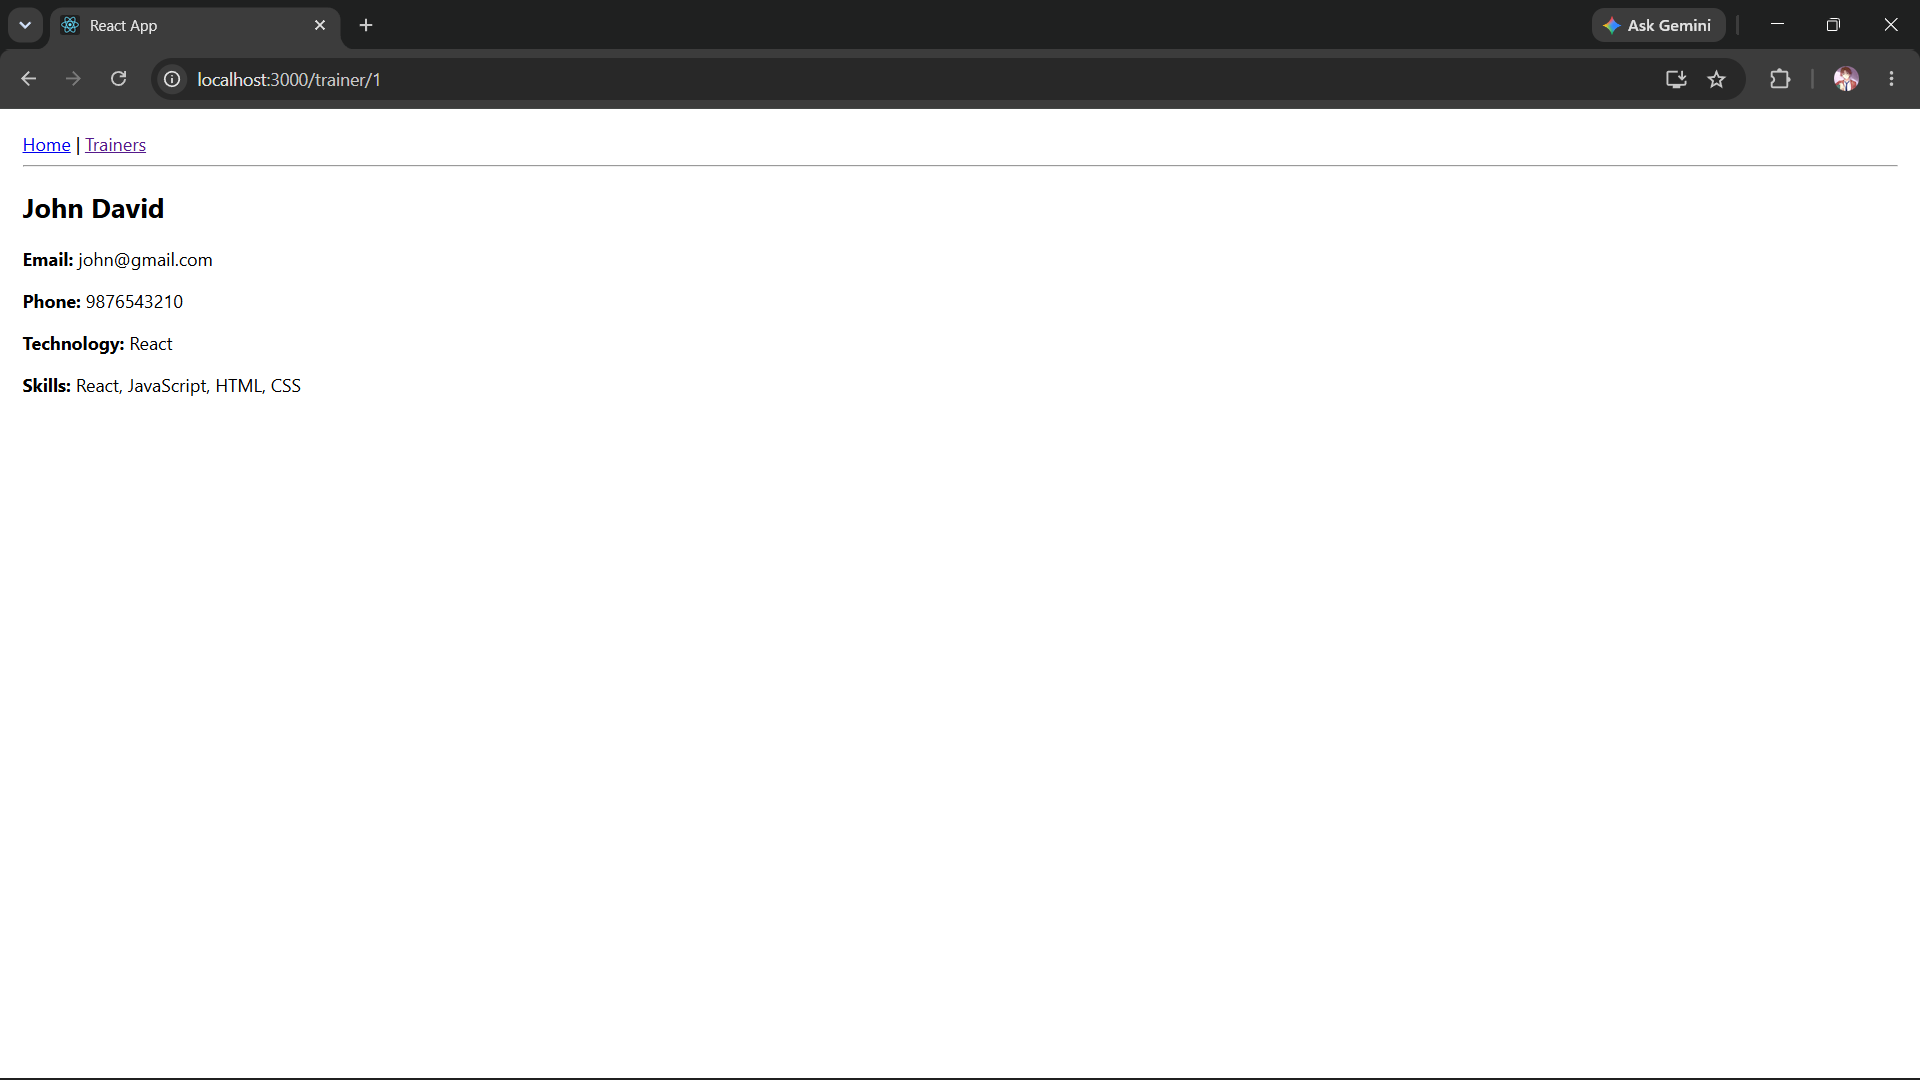 React App
Ask Gemini
localhost:3000/trainer/1
Home | Trainers
John David
Email: john@gmail.com
Phone: 9876543210
Technology: React
Skills: React, JavaScript, HTML, CSS